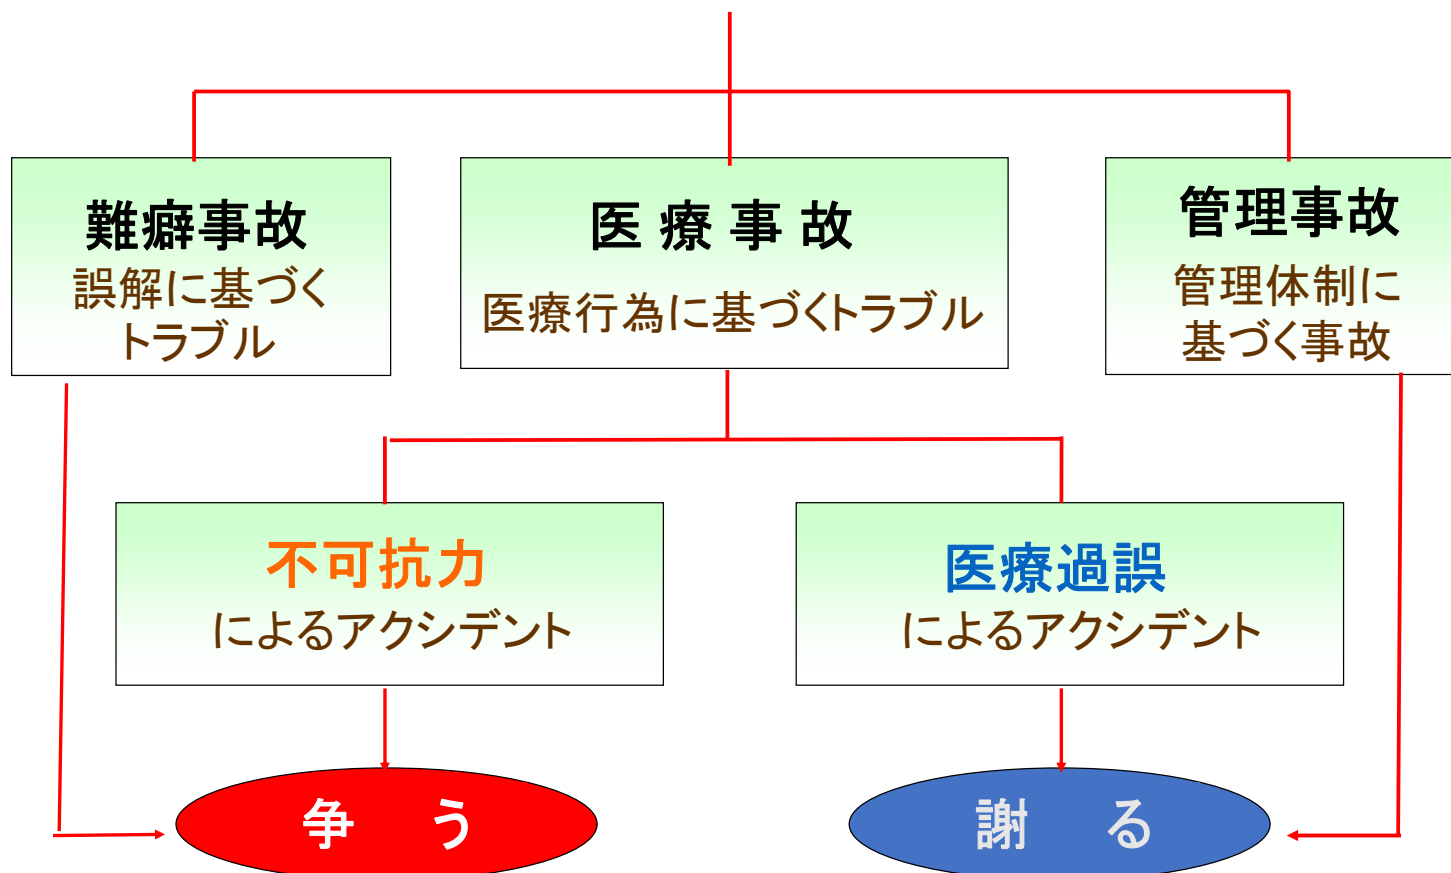 難癖事故
誤解に基づく
トラブル
医療事故
医療行為に基づくトラブル
管理事故
管理体制に
基づく事故
不可抗力
によるアクシデント
医療過誤
によるアクシデント
争う
謝る